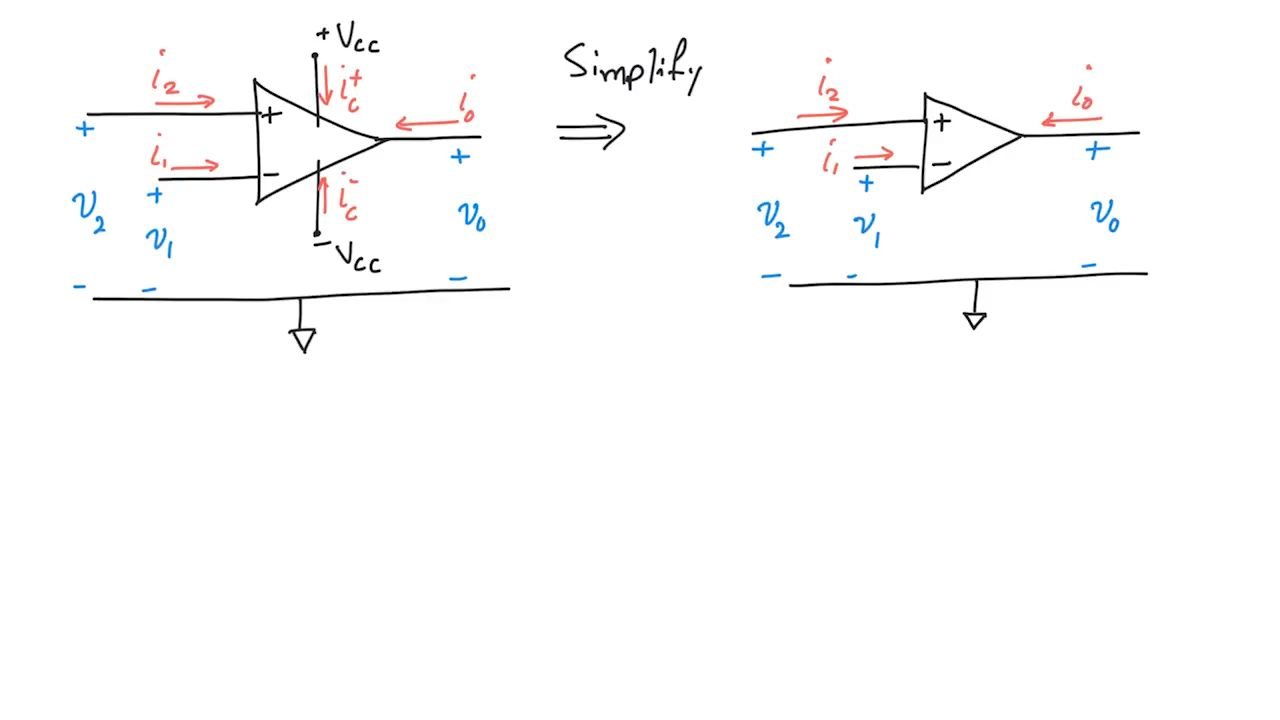 +Vcc
Simplify
i2
ic+
i0
i2
i0
+
+
⇒
+
i1
-
+
+
i1
-
+
+
+
+
ic-
v2
v0
v2
v1
v0
v1
-Vcc
-
-
-
-
-
-